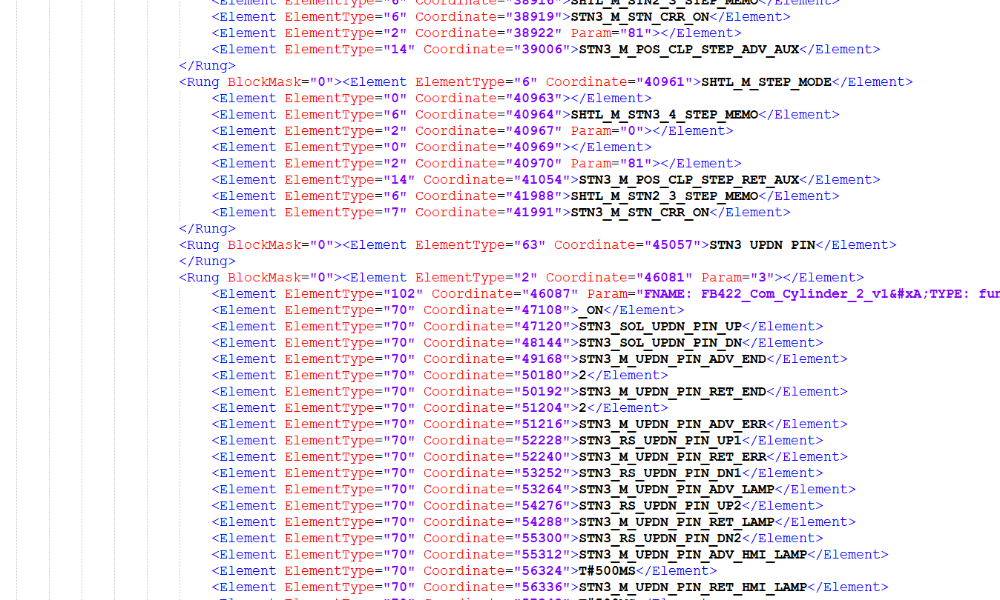 <Element ElementType="6" Coordinate="38916">SHTL_M_STN2_3_STEP_MEMO</Element>
<Element ElementType="6" Coordinate="38919">STN3_M_STN_CRR_ON</Element>
<Element ElementType="2" Coordinate="38922" Param="81"></Element>
<Element ElementType="14" Coordinate="39006">STN3_M_POS_CLP_STEP_ADV_AUX</Element>
</Rung>
<Rung BlockMask="0"><Element ElementType="6" Coordinate="40961">SHTL_M_STEP_MODE</Element>
<Element ElementType="0" Coordinate="40963"></Element>
<Element ElementType="6" Coordinate="40964">SHTL_M_STN3_4_STEP_MEMO</Element>
<Element ElementType="2" Coordinate="40967" Param="0"></Element>
<Element ElementType="0" Coordinate="40969"></Element>
<Element ElementType="2" Coordinate="40970" Param="81"></Element>
<Element ElementType="14" Coordinate="41054">STN3_M_POS_CLP_STEP_RET_AUX</Element>
<Element ElementType="6" Coordinate="41988">SHTL_M_STN2_3_STEP_MEMO</Element>
<Element ElementType="7" Coordinate="41991">STN3_M_STN_CRR_ON</Element>
</Rung>
<Rung BlockMask="0"><Element ElementType="63" Coordinate="45057">STN3 UPDN PIN</Element>
</Rung>
<Rung BlockMask="0"><Element ElementType="2" Coordinate="46081" Param="3"></Element>
<Element ElementType="102" Coordinate="46087" Param="FNAME: FB422_Com_Cylinder_2_v1&#xA;TYPE: fun
<Element ElementType="70" Coordinate="47108">_ON</Element>
<Element ElementType="70" Coordinate="47120">STN3_SOL_UPDN_PIN_UP</Element>
<Element ElementType="70" Coordinate="48144">STN3_SOL_UPDN_PIN_DN</Element>
<Element ElementType="70" Coordinate="49168">STN3_M_UPDN_PIN_ADV_END</Element>
<Element ElementType="70" Coordinate="50180">2</Element>
<Element ElementType="70" Coordinate="50192">STN3_M_UPDN_PIN_RET_END</Element>
<Element ElementType="70" Coordinate="51204">2</Element>
<Element ElementType="70" Coordinate="51216">STN3_M_UPDN_PIN_ADV_ERR</Element>
<Element ElementType="70" Coordinate="52228">STN3_RS_UPDN_PIN_UP1</Element>
<Element ElementType="70" Coordinate="52240">STN3_M_UPDN_PIN_RET_ERR</Element>
<Element ElementType="70" Coordinate="53252">STN3_RS_UPDN_PIN_DN1</Element>
<Element ElementType="70" Coordinate="53264">STN3_M_UPDN_PIN_ADV_LAMP</Element>
<Element ElementType="70" Coordinate="54276">STN3_RS_UPDN_PIN_UP2</Element>
<Element ElementType="70" Coordinate="54288">STN3_M_UPDN_PIN_RET_LAMP</Element>
<Element ElementType="70" Coordinate="55300">STN3_RS_UPDN_PIN_DN2</Element>
<Element ElementType="70" Coordinate="55312">STN3_M_UPDN_PIN_ADV_HMI_LAMP</Element>
<Element ElementType="70" Coordinate="56324">T#500MS</Element>
<Element ElementType="70" Coordinate="56336">STN3_M_UPDN_PIN_RET_HMI_LAMP</Element>